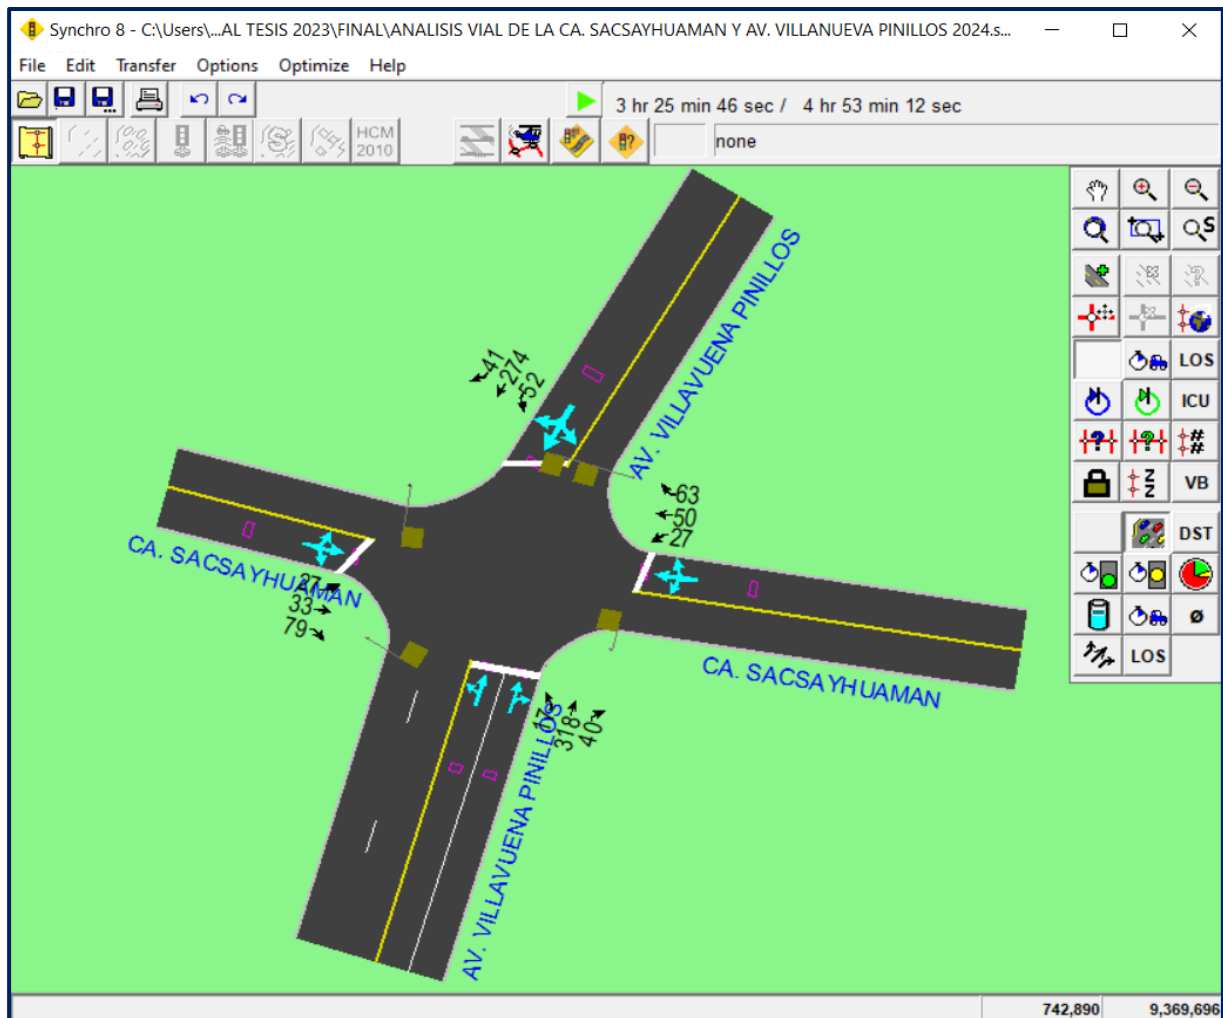 Synchro 8 - C:\Users\...AL TESIS 2023\FINAL\ANALISIS VIAL DE LA CA. SACSAYHUAMAN Y AV. VILLANUEVA PINILLOS 2024.s...
File Edit Transfer Options Optimize Help
3 hr 25 min 46 sec / 4 hr 53 min 12 sec
HCM 2010
none
S
LOS
ICU
##
ZZ
VB
DST
ø
LOS
AV. VILLAVUENA PINILLOS
41
274
52
63
50
27
CA. SACSAYHUAMAN
27
33
79
CA. SACSAYHUAMAN
17
318
40
AV. VILLAVUENA PINILLOS
742,890 9,369,696